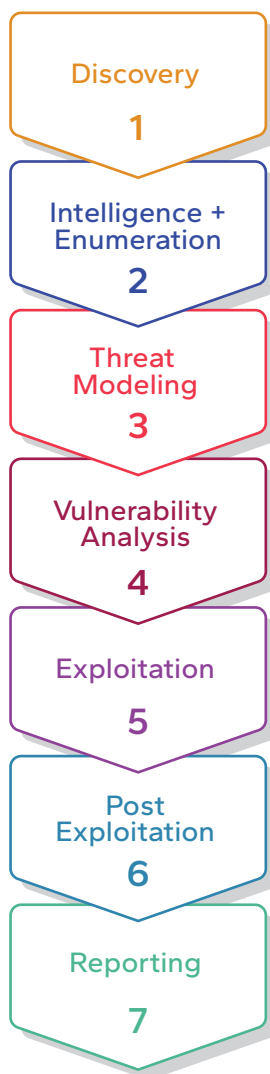 Discovery
1
Intelligence +
Enumeration
2
Threat
Modeling
3
Vulnerability
Analysis
4
Exploitation
5
Post
Exploitation
6
Reporting
7